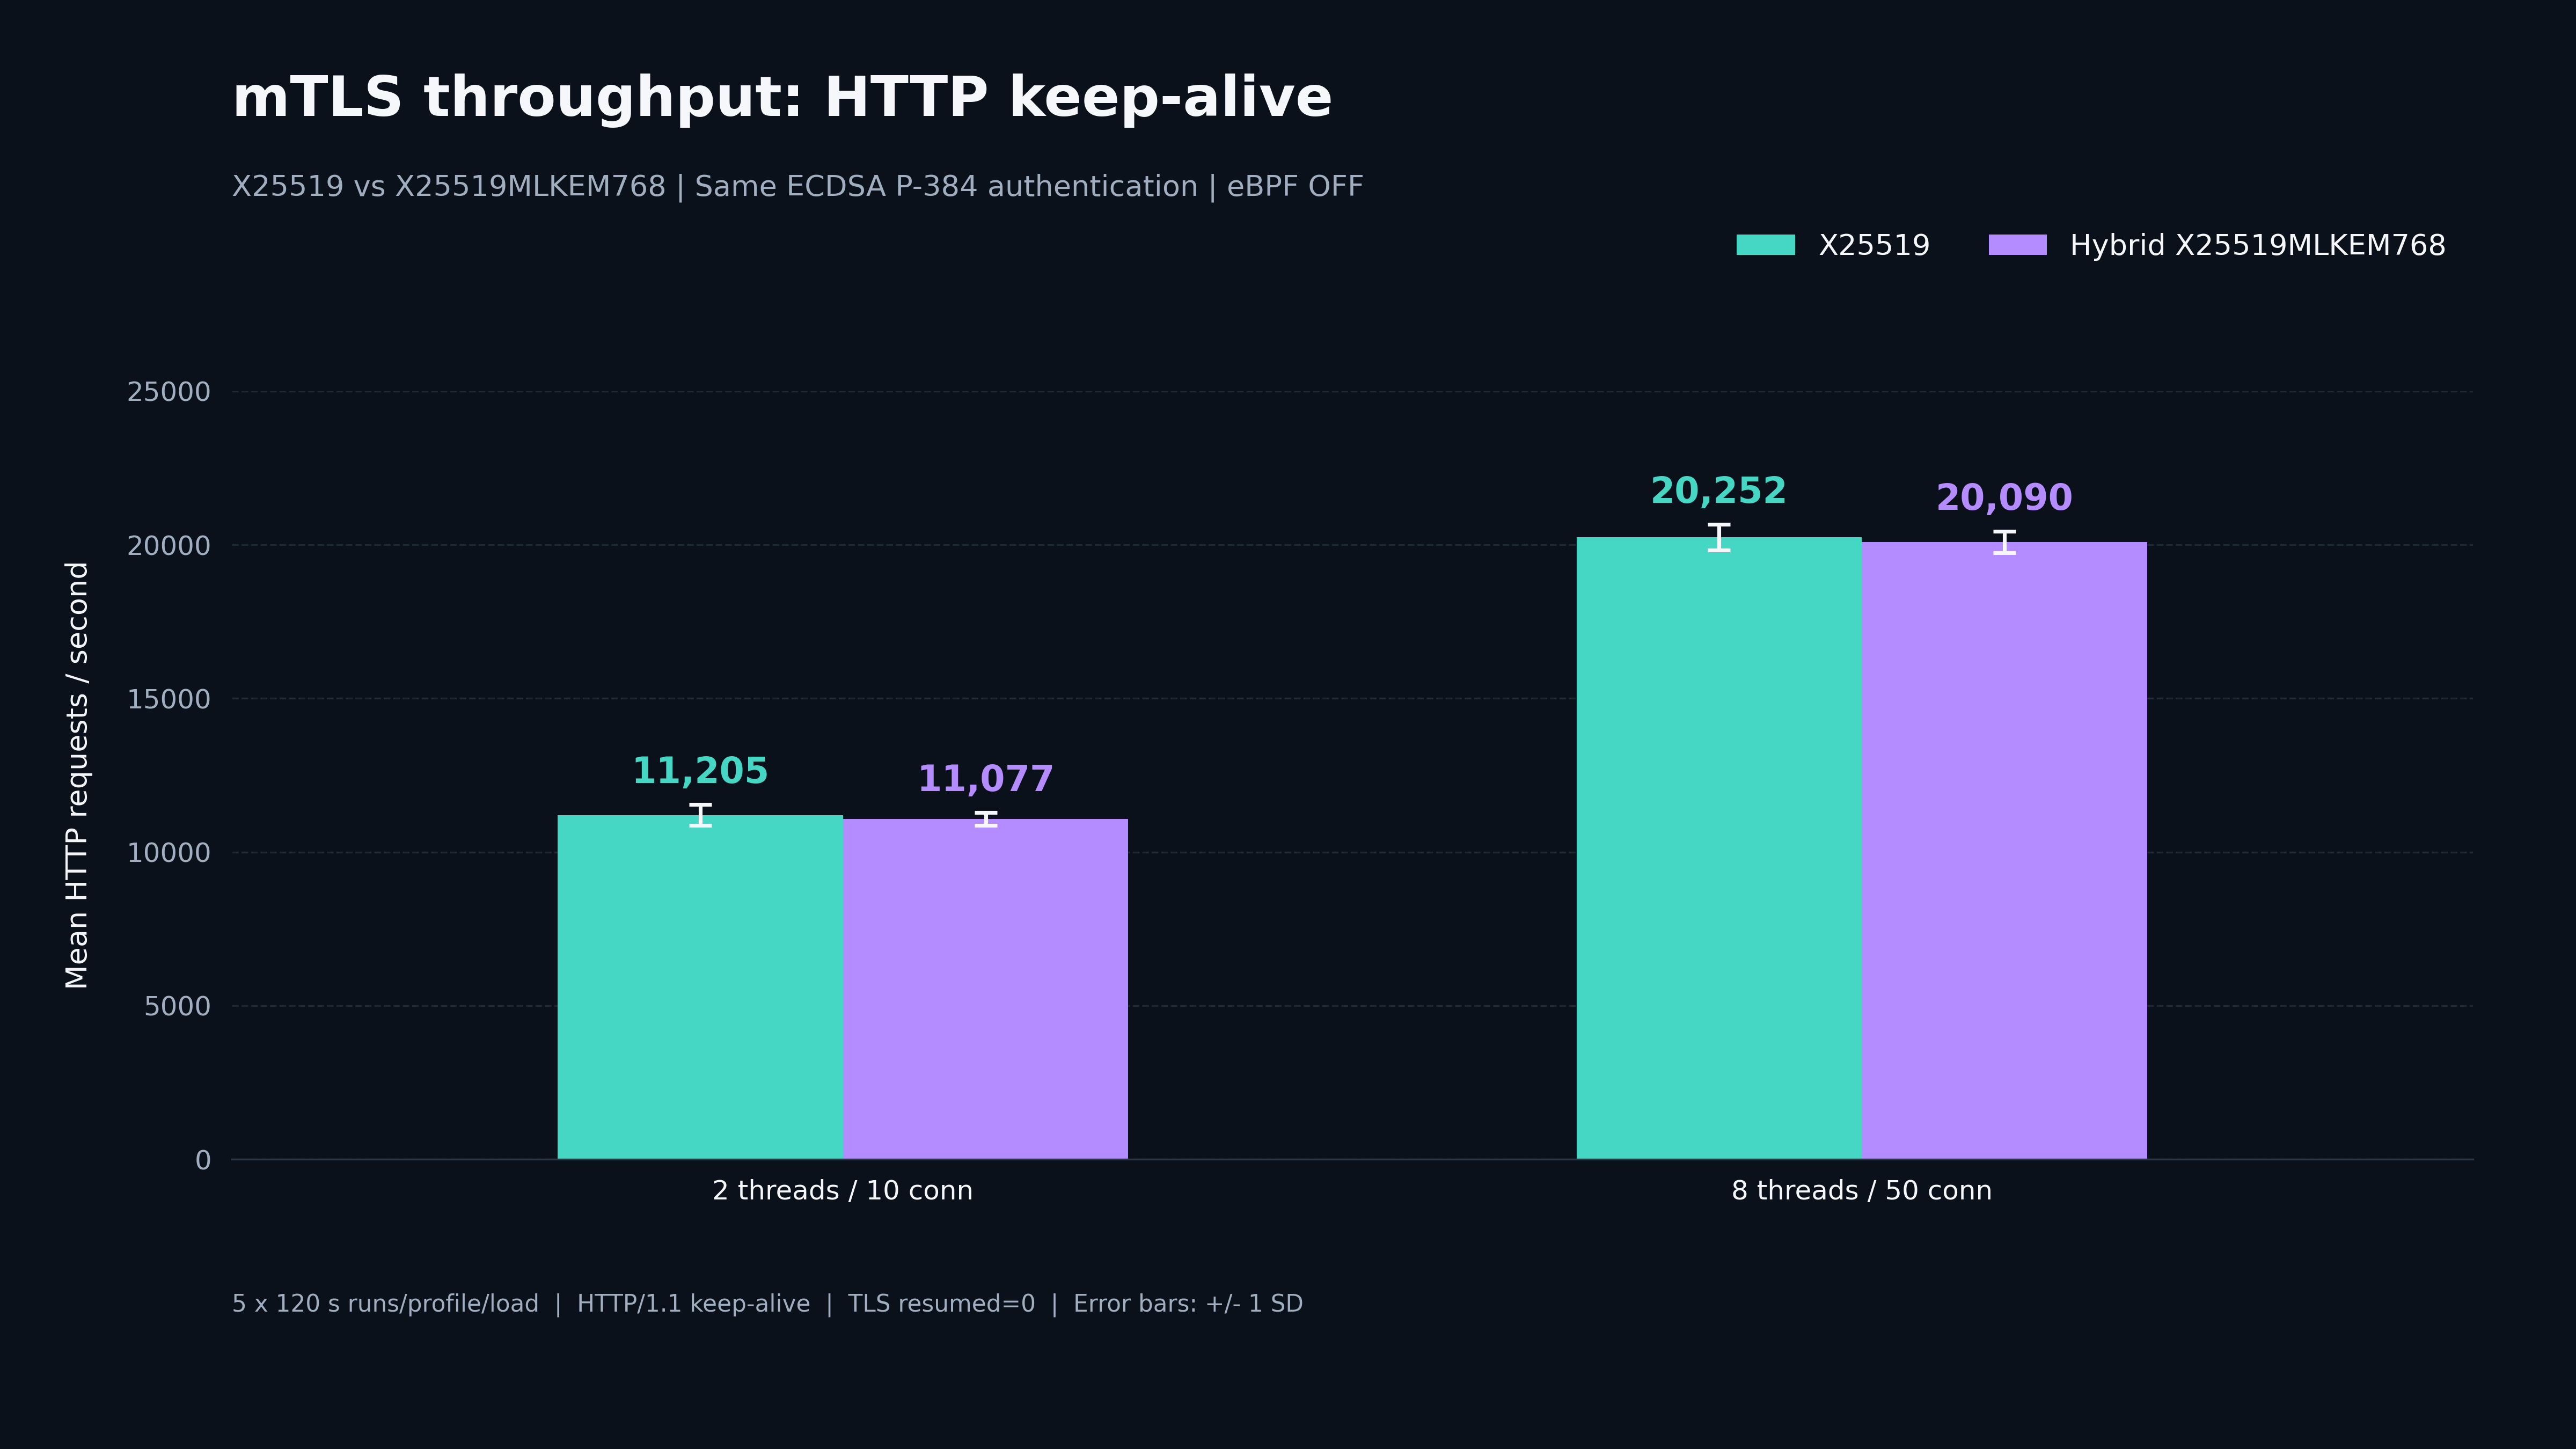 mTLS throughput: HTTP keep-alive
X25519 vs X25519MLKEM768 | Same ECDSA P-384 authentication | eBPF OFF
X25519
Hybrid X25519MLKEM768
Mean HTTP requests / second
25000
20000
15000
10000
5000
0
11,205
11,077
20,252
20,090
2 threads / 10 conn
8 threads / 50 conn
5 x 120 s runs/profile/load | HTTP/1.1 keep-alive | TLS resumed=0 | Error bars: +/- 1 SD